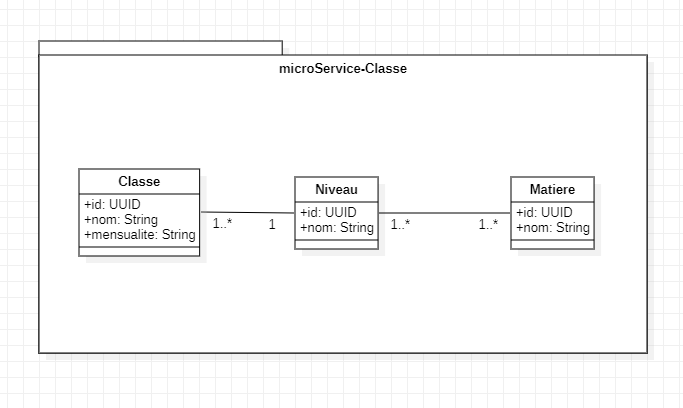 microService-Classe
Classe
+id: UUID
+nom: String
+mensualite: String
1..*
1
Niveau
+id: UUID
+nom: String
1..*
1..*
Matiere
+id: UUID
+nom: String